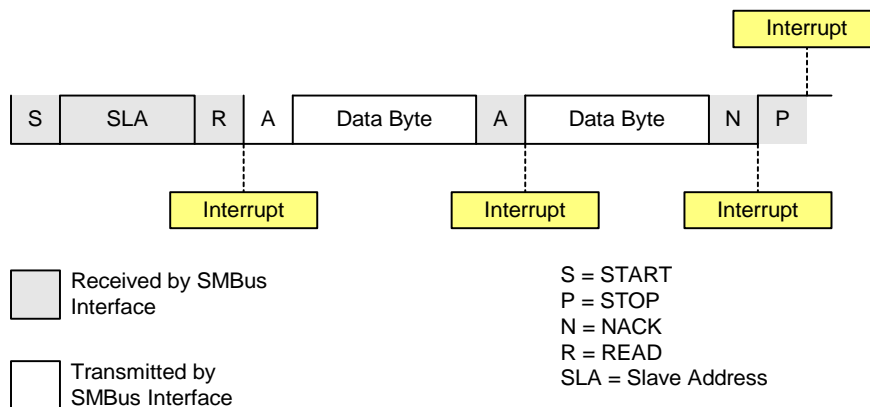 Interrupt
S SLA R A Data Byte A Data Byte N P
Interrupt Interrupt Interrupt
Received by SMBus
Interface
Transmitted by
SMBus Interface
S = START
P = STOP
N = NACK
R = READ
SLA = Slave Address